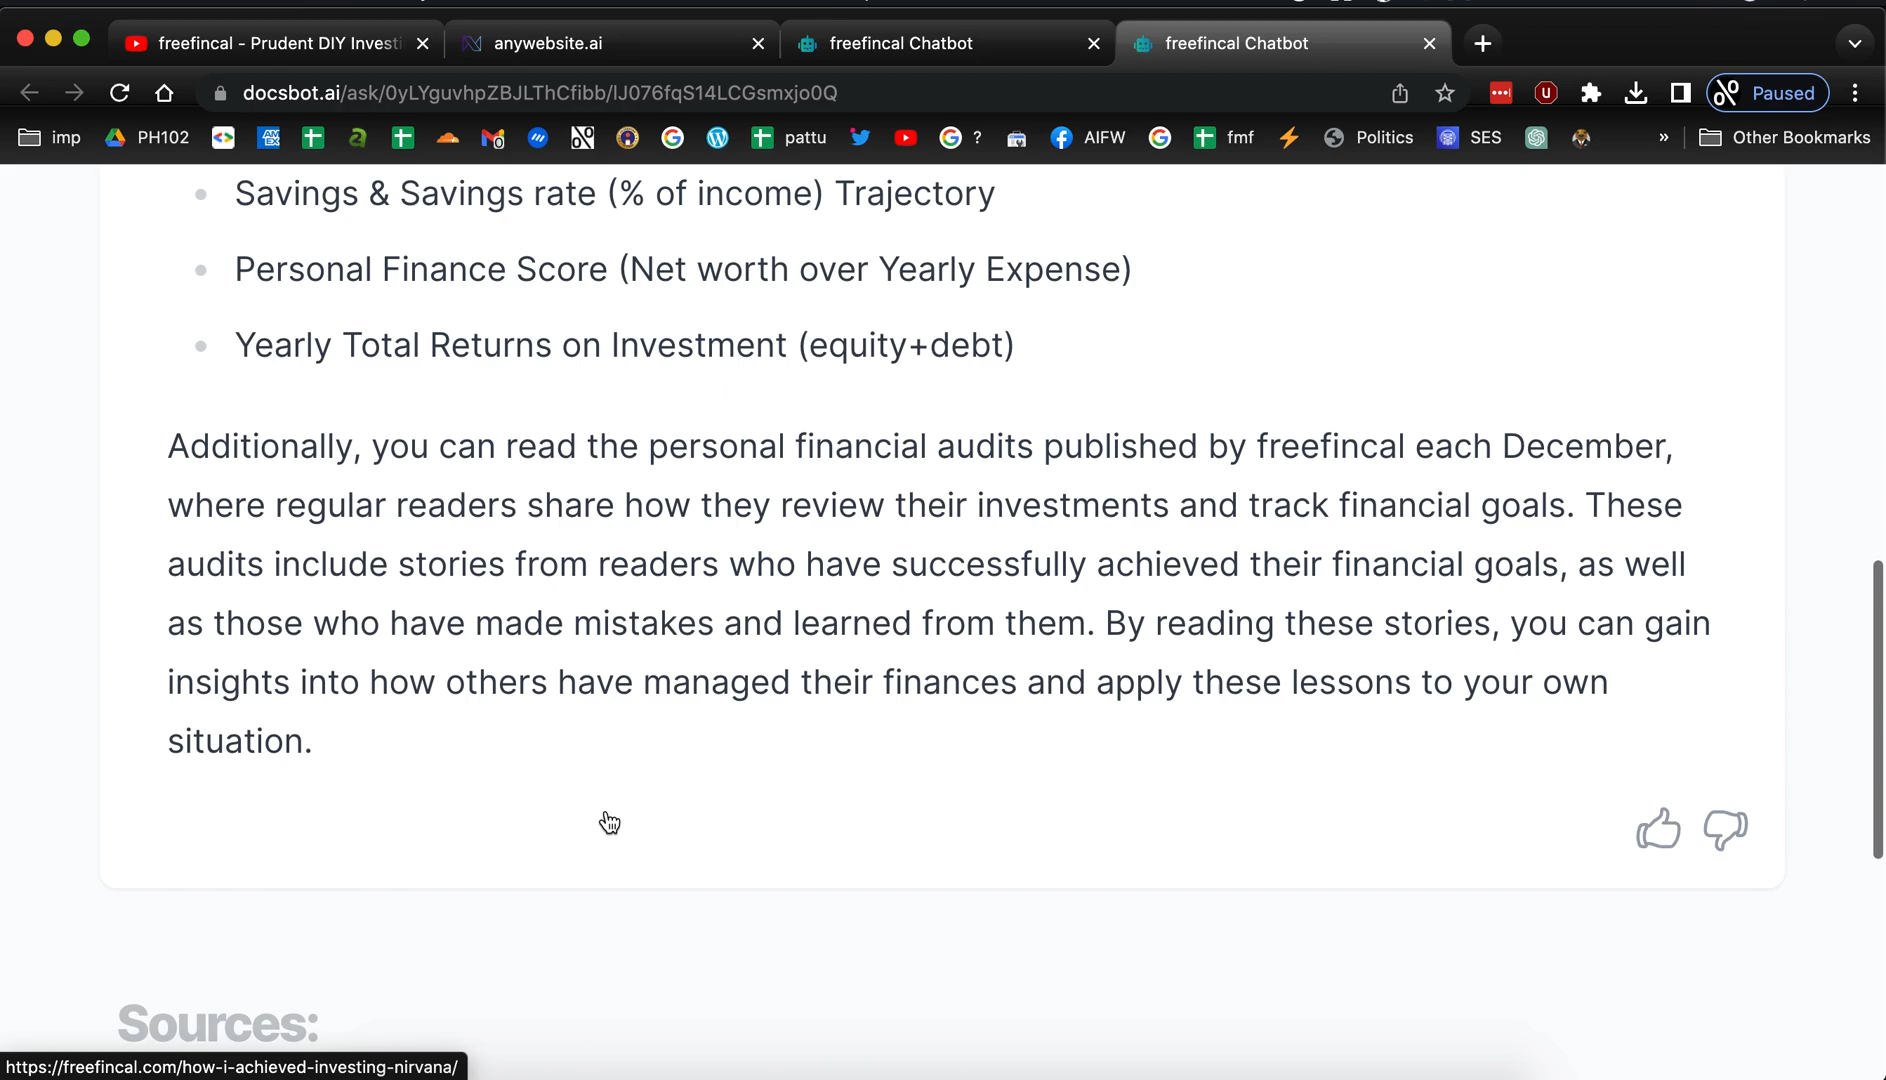 freefincal - Prudent DIY Investi
anywebsite.ai
freefincal Chatbot
freefincal Chatbot
docsbot.ai/ask/0yLYguvhpZBJLThCfibb/IJ076fqS14LCGsmxjo0Q
Paused
imp
PH102
AM
EX
0
pattu
?
AIFW
fmf
Politics
SES
»
Other Bookmarks
Savings & Savings rate (% of income) Trajectory
Personal Finance Score (Net worth over Yearly Expense)
Yearly Total Returns on Investment (equity+debt)
Additionally, you can read the personal financial audits published by freefincal each December,
where regular readers share how they review their investments and track financial goals. These
audits include stories from readers who have successfully achieved their financial goals, as well
as those who have made mistakes and learned from them. By reading these stories, you can gain
insights into how others have managed their finances and apply these lessons to your own
situation.
Sources:
https://freefincal.com/how-i-achieved-investing-nirvana/